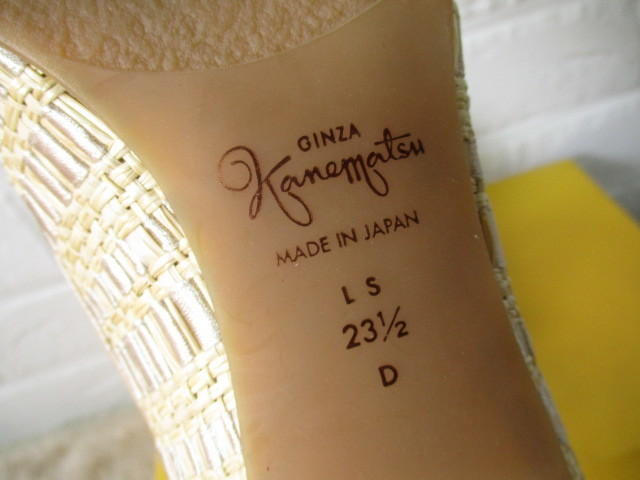 GINZA
Kanematsu
MADE IN JAPAN
L S
23½
D